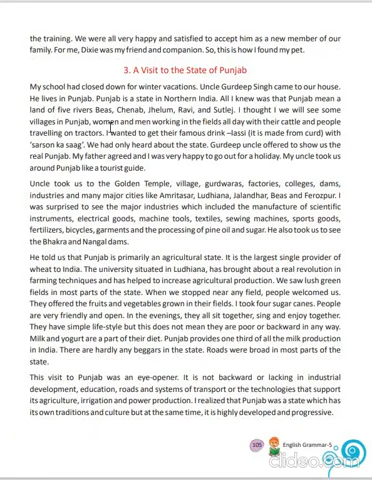 the training. We were all very happy and satisfied to accept him as a new member of our
family. For me, Dixie was my friend and companion. So, this is how I found my pet.
3. A Visit to the State of Punjab
My school had closed down for winter vacations. Uncle Gurdeep Singh came to our house.
He lives in Punjab. Punjab is a state in Northern India. All I knew was that Punjab mean a
land of five rivers Beas, Chenab, Jhelum, Ravi, and Sutlej. I thought I we will see some
villages in Punjab, women and men working in the fields all day with their cattle and people
travelling on tractors. I wanted to get their famous drink –lassi (it is made from curd) with
‘sarson ka saag’. We had only heard about the state. Gurdeep uncle offered to show us the
real Punjab. My father agreed and I was very happy to go out for a holiday. My uncle took us
around Punjab like a tourist guide.
Uncle took us to the Golden Temple, village, gurdwaras, factories, colleges, dams,
industries and many major cities like Amritasar, Ludhiana, Jalandhar, Beas and Ferozpur. I
was surprised to see the major industries which included the manufacture of scientific
instruments, electrical goods, machine tools, textiles, sewing machines, sports goods,
fertilizers, bicycles, garments and the processing of pine oil and sugar. He also took us to see
the Bhakra and Nangal dams.
He told us that Punjab is primarily an agricultural state. It is the largest single provider of
wheat to India. The university situated in Ludhiana, has brought about a real revolution in
farming techniques and has helped to increase agricultural production. We saw lush green
fields in most parts of the state. When we stopped near any field, people welcomed us.
They offered the fruits and vegetables grown in their fields. I took four sugar canes. People
are very friendly and open. In the evenings, they all sit together, sing and enjoy together.
They have simple life-style but this does not mean they are poor or backward in any way.
Milk and yogurt are a part of their diet. Punjab provides one third of all the milk production
in India. There are hardly any beggars in the state. Roads were broad in most parts of the
state.
This visit to Punjab was an eye-opener. It is not backward or lacking in industrial
development, education, roads and systems of transport or the technologies that support
its agriculture, irrigation and power production. I realized that Punjab was a state which has
its own traditions and culture but at the same time, it is highly developed and progressive.
105 English Grammar-5
clideo.com